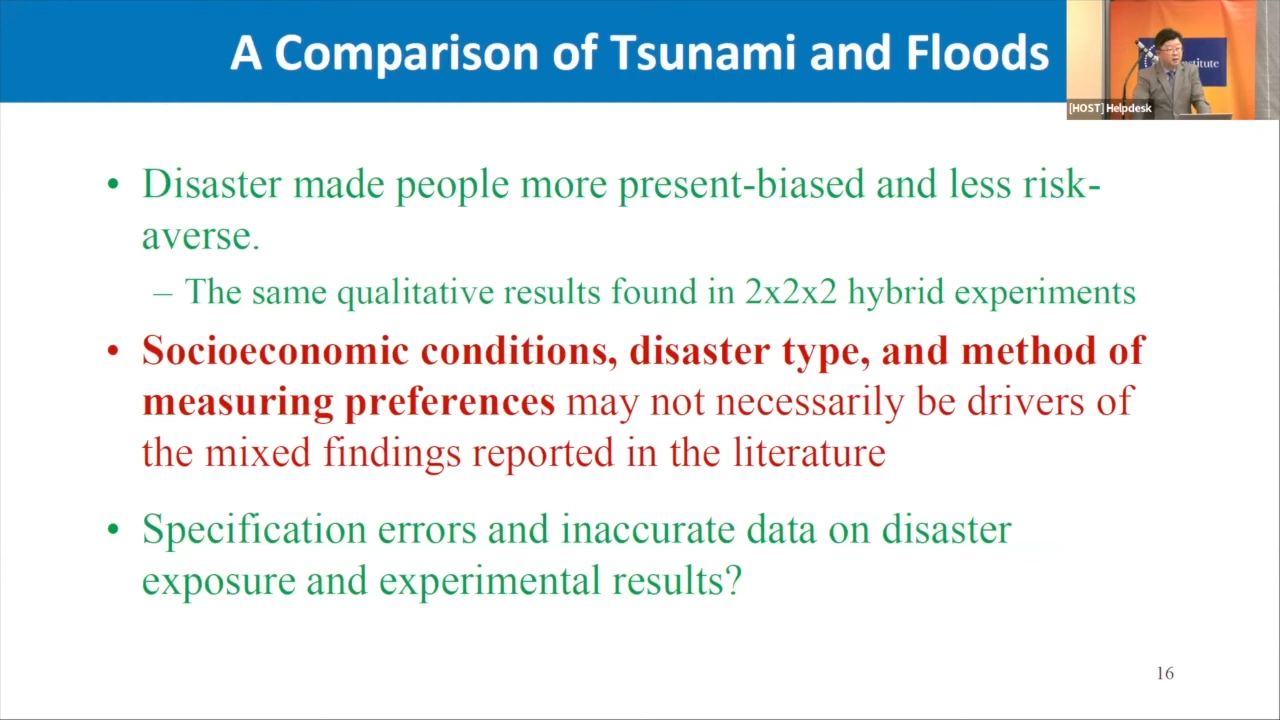 A Comparison of Tsunami and Floods
[HOST] Helpdesk
• Disaster made people more present-biased and less risk-
averse.
– The same qualitative results found in 2x2x2 hybrid experiments
• Socioeconomic conditions, disaster type, and method of
measuring preferences may not necessarily be drivers of
the mixed findings reported in the literature
• Specification errors and inaccurate data on disaster
exposure and experimental results?
16